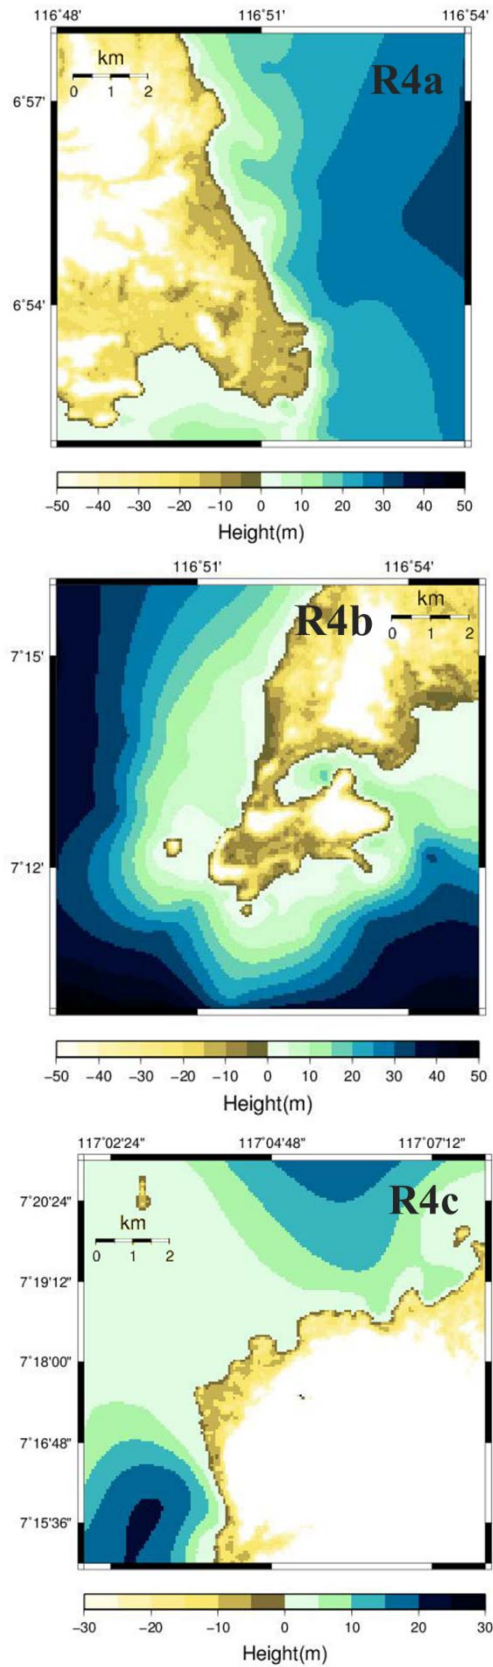 116°48' 116°51' 116°54'
km
0 1 2
R4a
6°57'
6°54'
−50 −40 −30 −20 −10 0 10 20 30 40 50
Height(m)
116°51' 116°54'
R4b
km
0 1 2
7°15'
7°12'
−50 −40 −30 −20 −10 0 10 20 30 40 50
Height(m)
117°02'24" 117°04'48" 117°07'12"
7°20'24"
R4c
km
0 1 2
7°19'12"
7°18'00"
7°16'48"
7°15'36"
−30 −20 −10 0 10 20 30
Height(m)